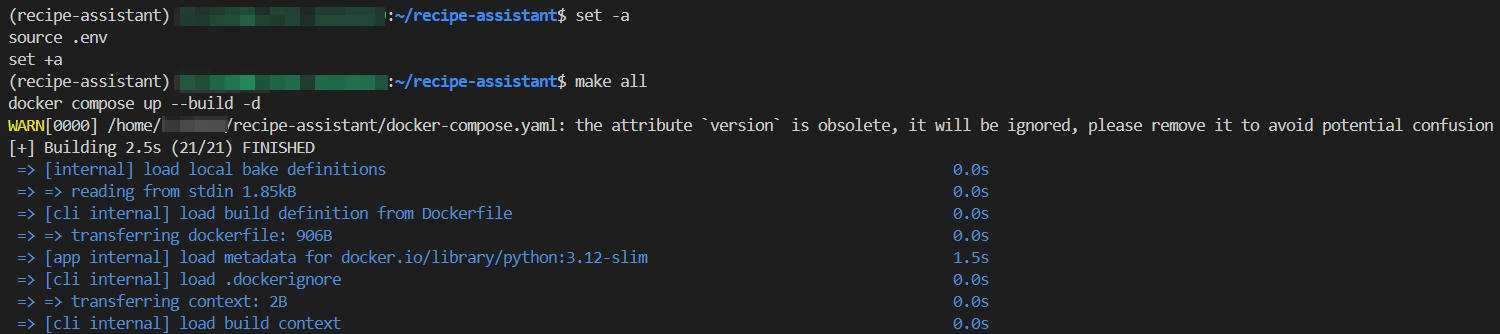 (recipe-assistant) :~/recipe-assistant$ set -a
source .env
set +a
(recipe-assistant) :~/recipe-assistant$ make all
docker compose up --build -d
WARN[0000] /home/ /recipe-assistant/docker-compose.yaml: the attribute `version` is obsolete, it will be ignored, please remove it to avoid potential confusion
[+] Building 2.5s (21/21) FINISHED
=> [internal] load local bake definitions 0.0s
=> => reading from stdin 1.85kB 0.0s
=> [cli internal] load build definition from Dockerfile 0.0s
=> => transferring dockerfile: 906B 0.0s
=> [app internal] load metadata for docker.io/library/python:3.12-slim 1.5s
=> [cli internal] load .dockerignore 0.0s
=> => transferring context: 2B 0.0s
=> [cli internal] load build context 0.0s